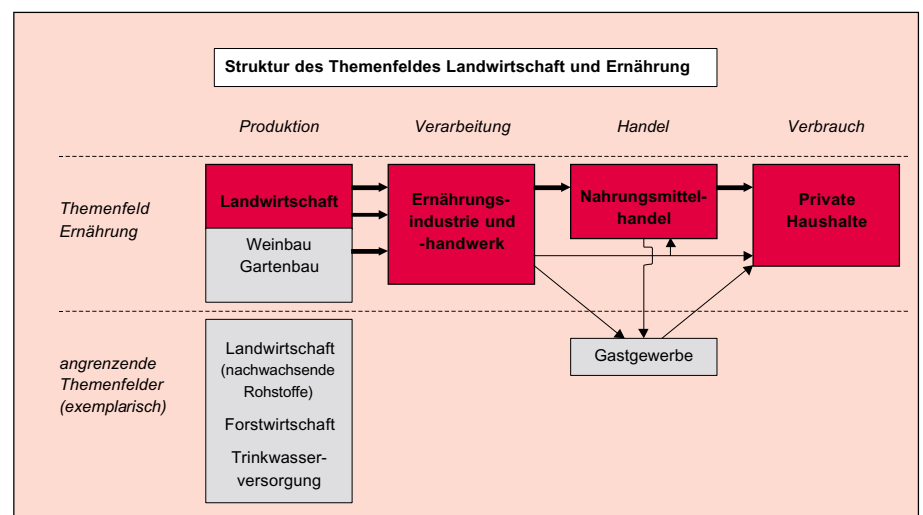 Struktur des Themenfeldes Landwirtschaft und Ernährung
Produktion
Verarbeitung
Handel
Verbrauch
Themenfeld
Ernährung
Landwirtschaft
Weinbau
Gartenbau
Ernährungs-
industrie und
-handwerk
Nahrungsmittel-
handel
Private
Haushalte
angrenzende
Themenfelder
(exemplarisch)
Landwirtschaft
(nachwachsende
Rohstoffe)
Forstwirtschaft
Trinkwasser-
versorgung
Gastgewerbe